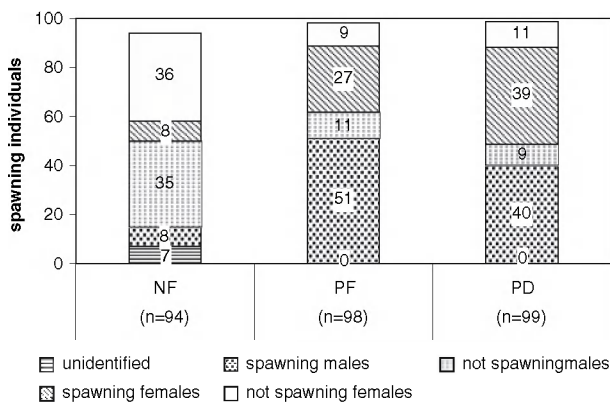 100
80
60
40
20
0
spawning individuals
36
8
35
8
7
9
27
11
51
0
11
39
9
40
0
NF
PF
PD
(n=94)
(n=98)
(n=99)
unidentified
spawning males
not spawningmales
spawning females
not spawning females